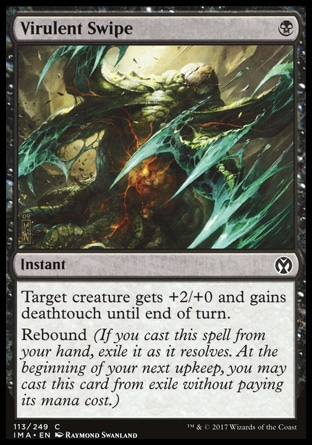 Virulent Swipe
Instant
Target creature gets +2/+0 and gains
deathtouch until end of turn.
Rebound (If you cast this spell from
your hand, exile it as it resolves. At the
beginning of your next upkeep, you may
cast this card from exile without paying
its mana cost.)
113/249 C
IMA • EN Raymond Swanland
™ & © 2017 Wizards of the Coast